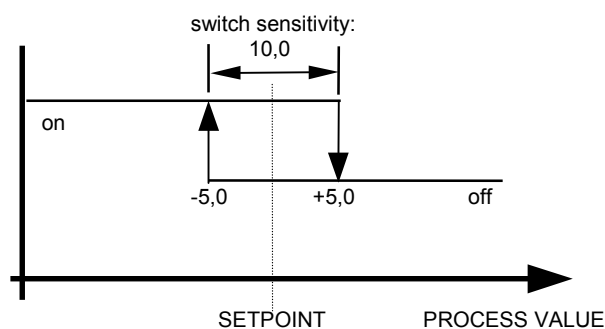 switch sensitivity:
10,0
on
-5,0
+5,0
off
SETPOINT
PROCESS VALUE